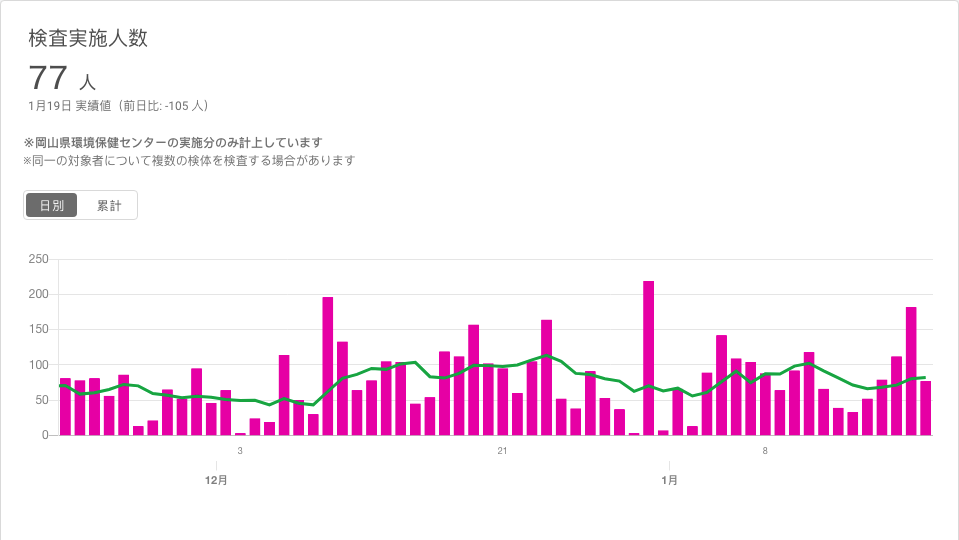 検査実施人数
77 人
1月19日 実績値（前日比: -105 人）
※岡山県環境保健センターの実施分のみ計上しています
※同一の対象者について複数の検体を検査する場合があります
日別 累計
250
200
150
100
50
0
3 21 8
12月 1月